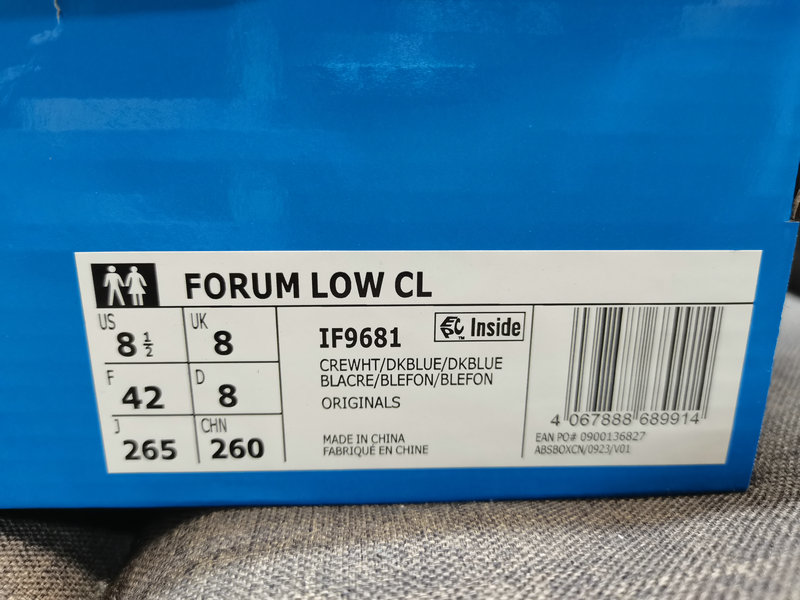 FORUM LOW CL
US 8 1/2
UK 8
F 42
D 8
J 265
CHN 260
IF9681
EPC Inside
TM
CREWHT/DKBLUE/DKBLUE
BLACRE/BLEFON/BLEFON
ORIGINALS
MADE IN CHINA
FABRIQUÉ EN CHINE
4 067888 689914
EAN PO# 0900136827
ABSBOXCN/0923/V01